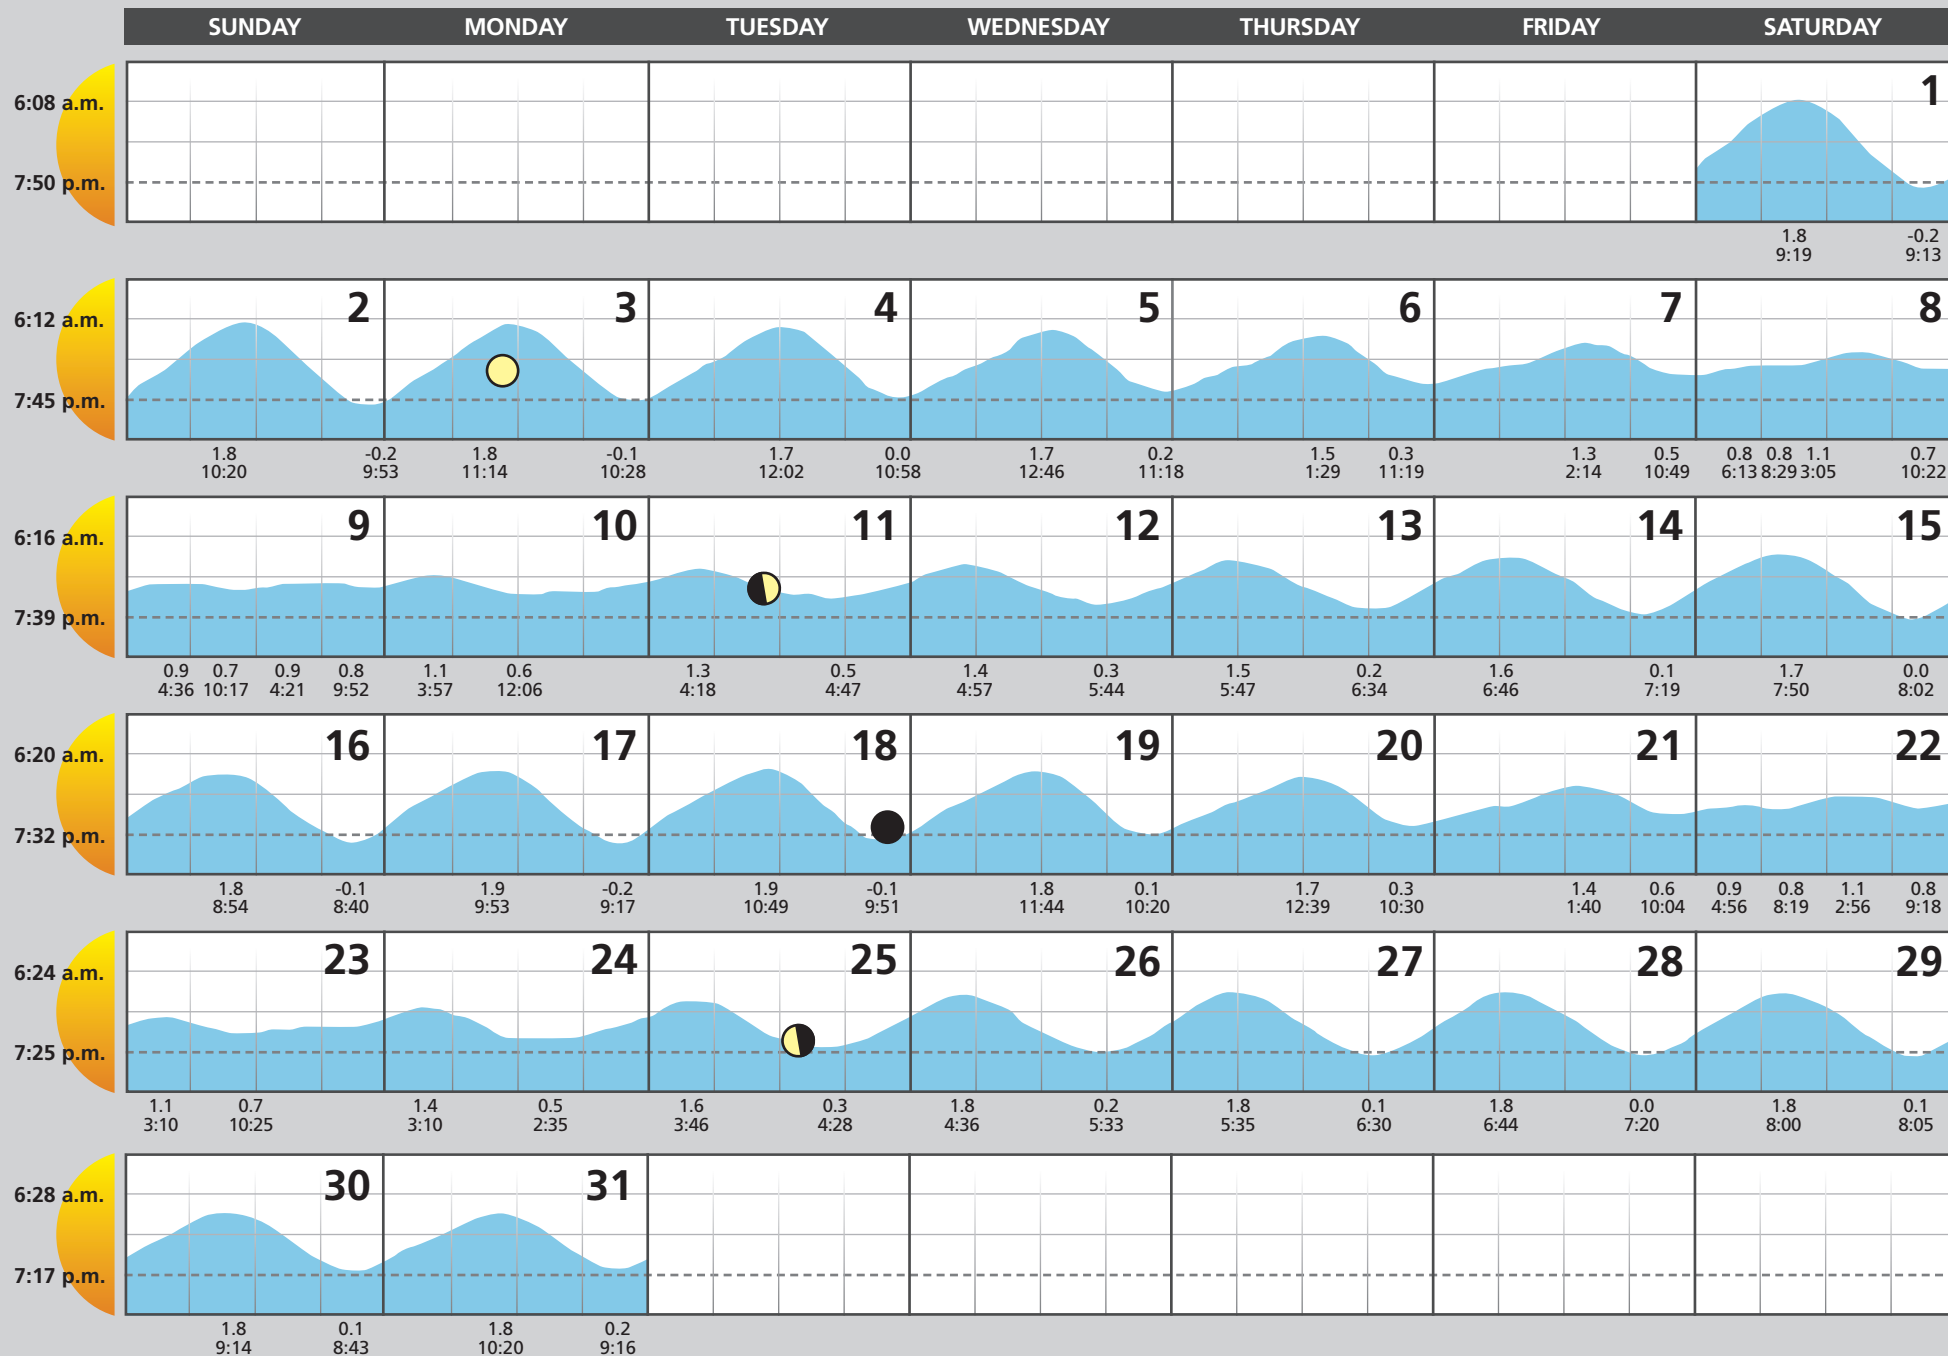 SUNDAY MONDAY TUESDAY WEDNESDAY THURSDAY FRIDAY SATURDAY
6:08 a.m.
7:50 p.m.
1
1.8 -0.2
9:19 9:13
6:12 a.m.
7:45 p.m.
2 3 4 5 6 7 8
1.8 -0.2 1.8 -0.1 1.7 0.0 1.7 0.2 1.5 0.3 1.3 0.5 0.8 0.8 1.1 0.7
10:20 9:53 11:14 10:28 12:02 10:58 12:46 11:18 1:29 11:19 2:14 10:49 6:13 8:29 3:05 10:22
6:16 a.m.
7:39 p.m.
9 10 11 12 13 14 15
0.9 0.7 0.9 0.8 1.1 0.6 1.3 0.5 1.4 0.3 1.5 0.2 1.6 0.1 1.7 0.0
4:36 10:17 4:21 9:52 3:57 12:06 4:18 4:47 4:57 5:44 5:47 6:34 6:46 7:19 7:50 8:02
6:20 a.m.
7:32 p.m.
16 17 18 19 20 21 22
1.8 -0.1 1.9 -0.2 1.9 -0.1 1.8 0.1 1.7 0.3 1.4 0.6 0.9 0.8 1.1 0.8
8:54 8:40 9:53 9:17 10:49 9:51 11:44 10:20 12:39 10:30 1:40 10:04 4:56 8:19 2:56 9:18
6:24 a.m.
7:25 p.m.
23 24 25 26 27 28 29
1.1 0.7 1.4 0.5 1.6 0.3 1.8 0.2 1.8 0.1 1.8 0.0 1.8 0.1
3:10 10:25 3:10 2:35 3:46 4:28 4:36 5:33 5:35 6:30 6:44 7:20 8:00 8:05
6:28 a.m.
7:17 p.m.
30 31
1.8 0.1 1.8 0.2
9:14 8:43 10:20 9:16